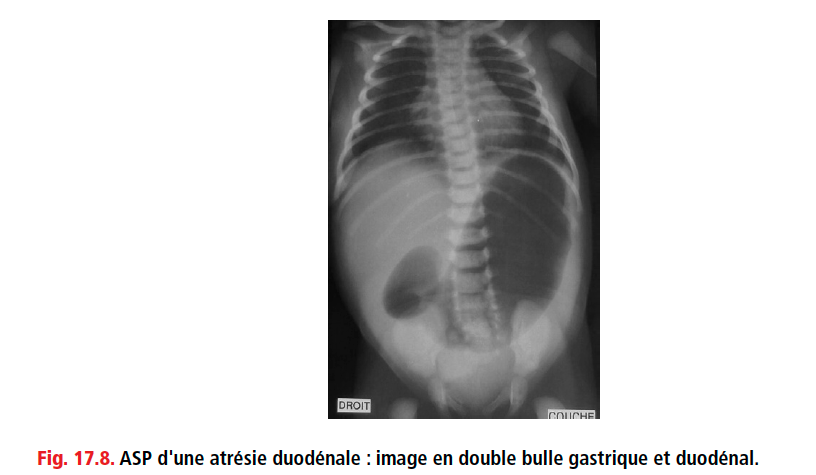 DROIT
COUCHE
Fig. 17.8. ASP d'une atrésie duodénale : image en double bulle gastrique et duodénal.